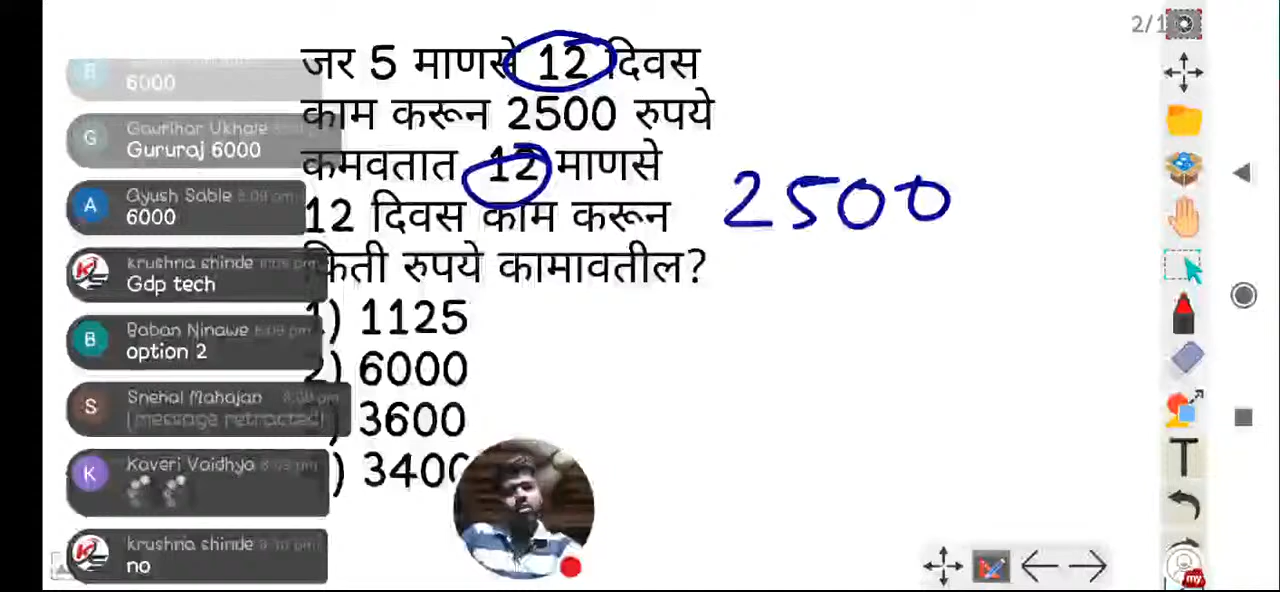 2/1
जर 5 माणसे 12 दिवस
काम करून 2500 रुपये
कमवतात 12 माणसे
12 दिवस काम करून
किती रुपये कामावतील?
1) 1125
2) 6000
) 3600
) 3400
2500
B
6000
G Gaurihar Ukhale
Gururaj 6000
A Gyush Sable
6000
krushna shinde
Gdp tech
B Baban Ninawe
option 2
S Snehal Mahajan
[message retracted]
K Kaveri Vaidhya
krushna shinde
no
T
my